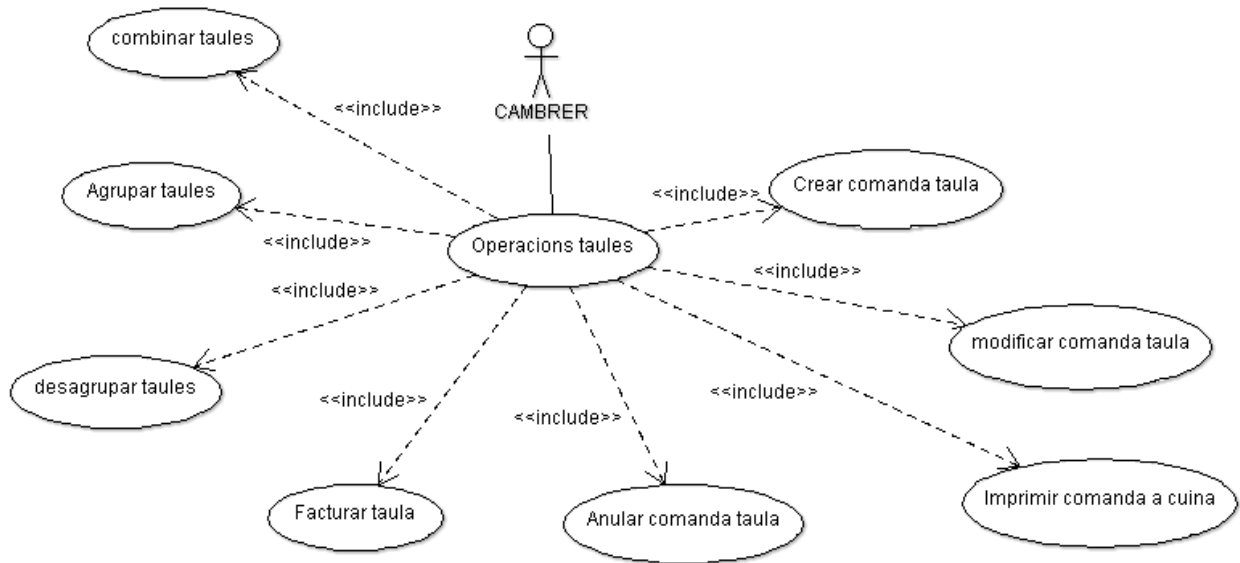 combinar taules
<<include>>
CAMBRER
Agrupar taules
<<include>>
Crear comanda taula
<<include>>
Operacions taules
<<include>>
<<include>>
modificar comanda taula
desagrupar taules
<<include>>
<<include>>
<<include>>
Facturar taula
Anular comanda taula
Imprimir comanda a cuina